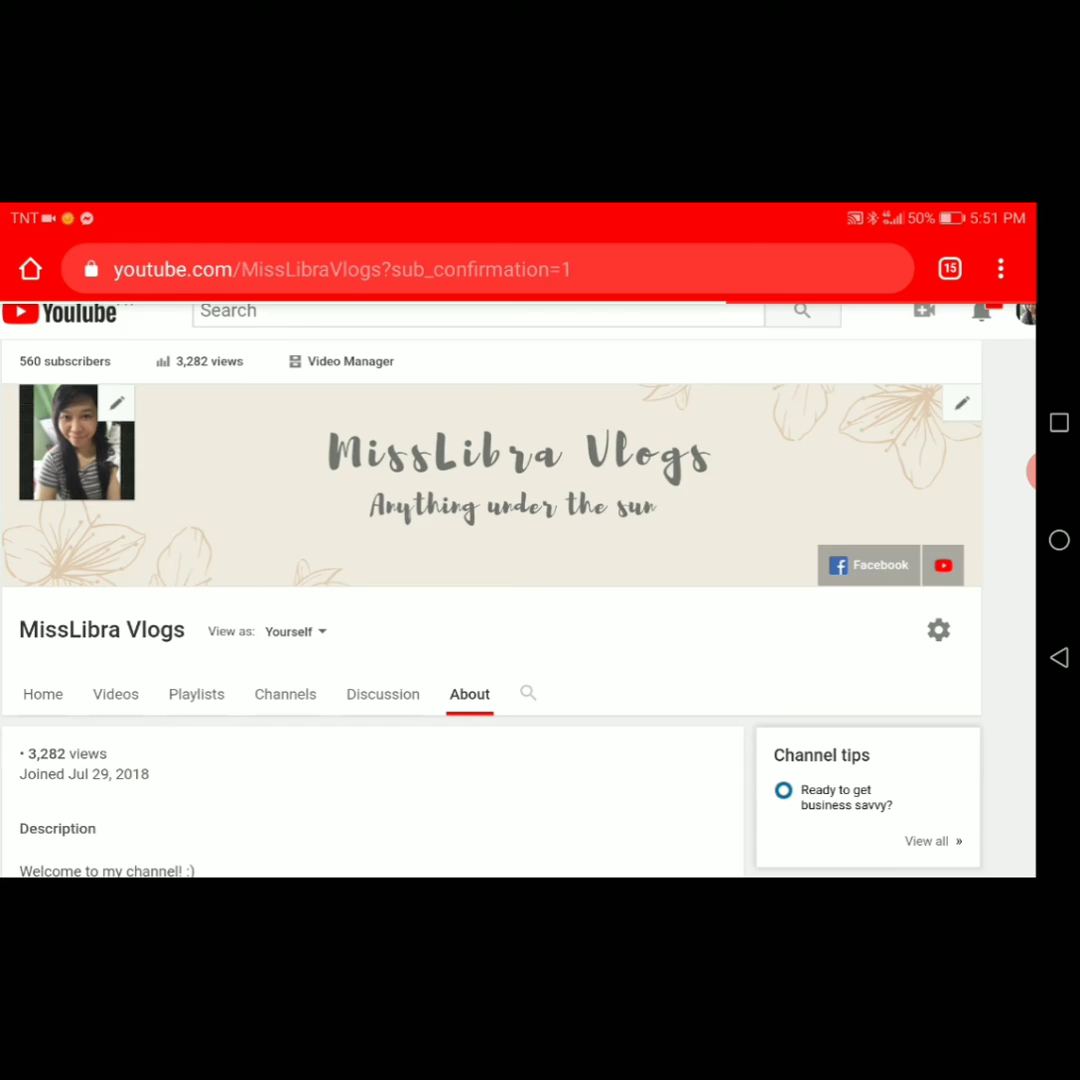 TNT 50% 5:51 PM
youtube.com/MissLibraVlogs?sub_confirmation=1 15
YouTube Search
560 subscribers 3,282 views Video Manager
MissLibra Vlogs
Anything under the sun
Facebook
MissLibra Vlogs View as: Yourself
Home Videos Playlists Channels Discussion About
• 3,282 views
Joined Jul 29, 2018
Description
Welcome to my channel! :)
Channel tips
Ready to get
business savvy?
View all »